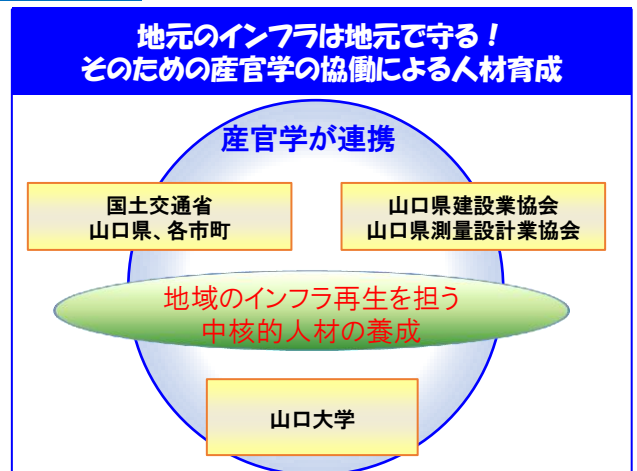 地元のインフラは地元で守る！
そのための産官学の協働による人材育成
産官学が連携
国土交通省
山口県、各市町
山口県建設業協会
山口県測量設計業協会
地域のインフラ再生を担う
中核的人材の養成
山口大学